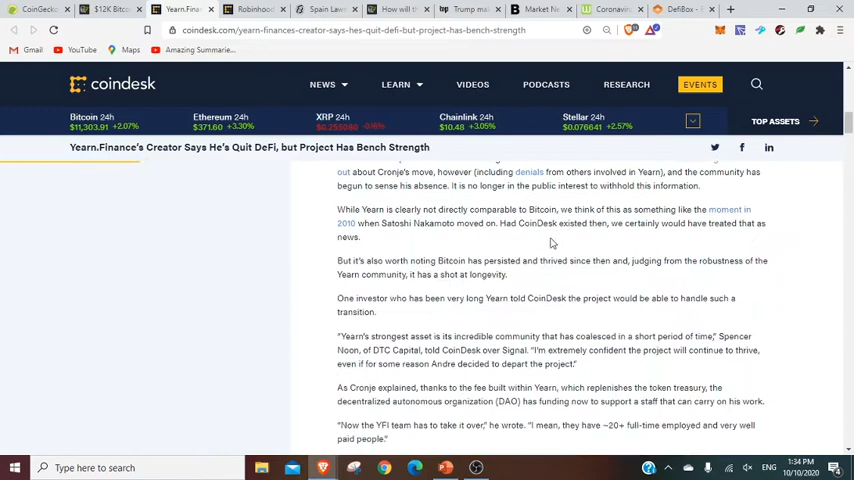 CoinGecko
$12K Bitco
Yearn.Finan
Robinhood
Spain Lawn
How will th
Trump mak
Market Ne
Coronaviru
DefiBox —
coindesk.com/yearn-finances-creator-says-hes-quit-defi-but-project-has-bench-strength
Gmail YouTube Maps Amazing Summarie...
coindesk NEWS LEARN VIDEOS PODCASTS RESEARCH EVENTS
Bitcoin 24h Ethereum 24h XRP 24h Chainlink 24h Stellar 24h
$11,303.91 +2.07% $371.60 +3.30% $0.255060 -0.16% $10.48 +3.05% $0.076641 +2.57% TOP ASSETS
Yearn.Finance's Creator Says He's Quit DeFi, but Project Has Bench Strength
out about Cronje's move, however (including denials from others involved in Yearn), and the community has
begun to sense his absence. It is no longer in the public interest to withhold this information.
While Yearn is clearly not directly comparable to Bitcoin, we think of this as something like the moment in
2010 when Satoshi Nakamoto moved on. Had CoinDesk existed then, we certainly would have treated that as
news.
But it's also worth noting Bitcoin has persisted and thrived since then and, judging from the robustness of the
Yearn community, it has a shot at longevity.
One investor who has been very long Yearn told CoinDesk the project would be able to handle such a
transition.
“Yearn's strongest asset is its incredible community that has coalesced in a short period of time,” Spencer
Noon, of DTC Capital, told CoinDesk over Signal. “I'm extremely confident the project will continue to thrive,
even if for some reason Andre decided to depart the project.”
As Cronje explained, thanks to the fee built within Yearn, which replenishes the token treasury, the
decentralized autonomous organization (DAO) has funding now to support a staff that can carry on his work.
“Now the YFI team has to take it over,” he wrote. “I mean, they have ~20+ full-time employed and very well
paid people.”
Type here to search
ENG
1:34 PM
10/10/2020